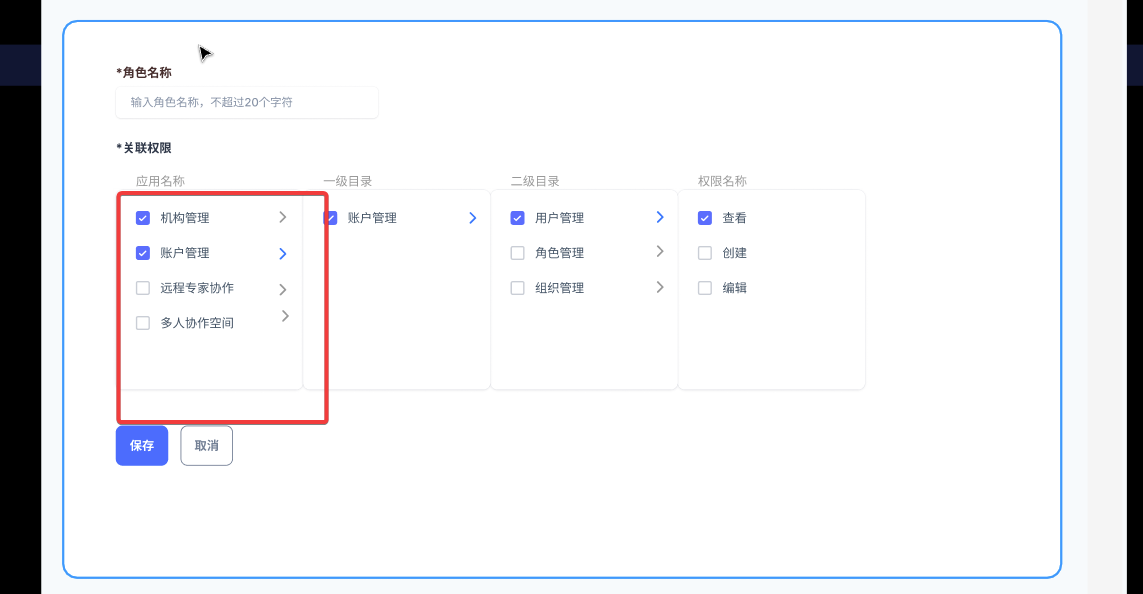 *角色名称
输入角色名称，不超过20个字符
*关联权限
应用名称 一级目录 二级目录 权限名称
机构管理 账户管理 用户管理 查看
账户管理 角色管理 创建
远程专家协作 组织管理 编辑
多人协作空间
保存 取消